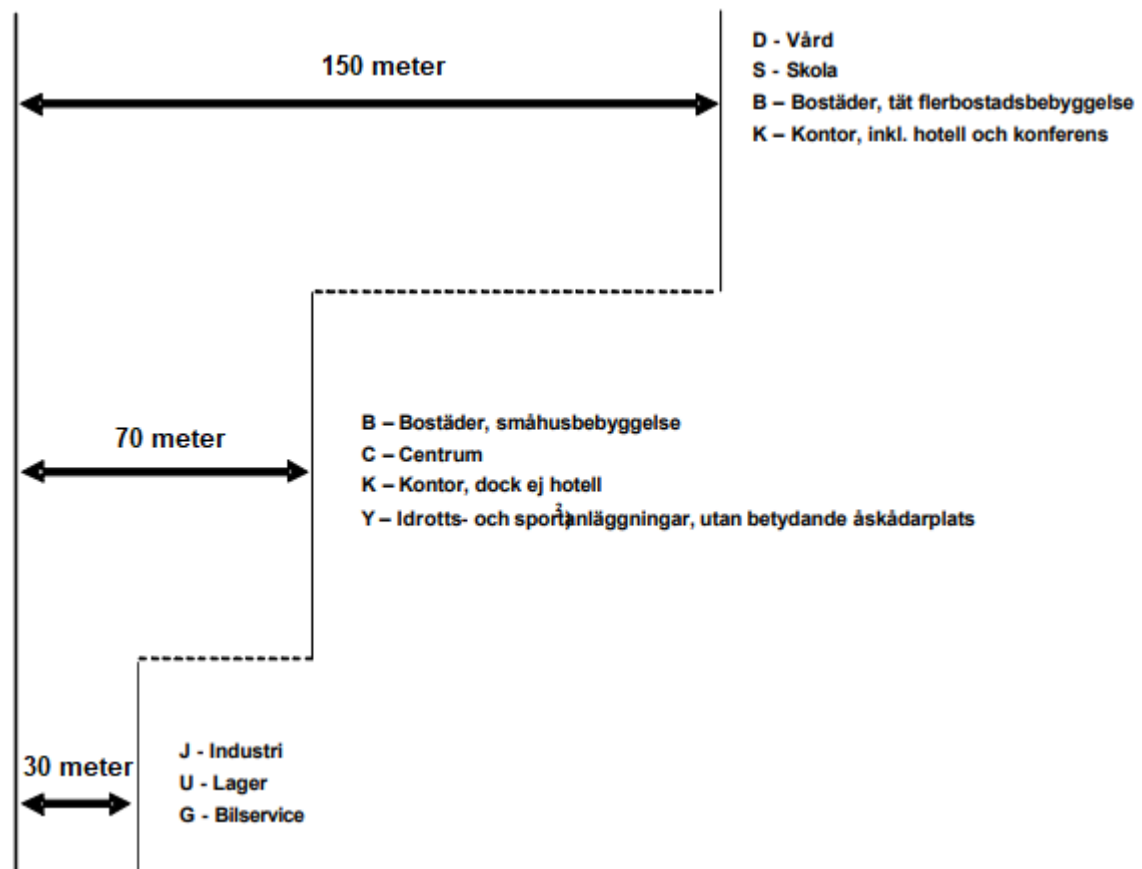 150 meter
D - Vård
S - Skola
B – Bostäder, tät flerbostadsbebyggelse
K – Kontor, inkl. hotell och konferens
70 meter
B – Bostäder, småhusbebyggelse
C – Centrum
K – Kontor, dock ej hotell
Y – Idrotts- och sportanläggningar, utan betydande åskådarplats
30 meter
J - Industri
U - Lager
G - Bilservice